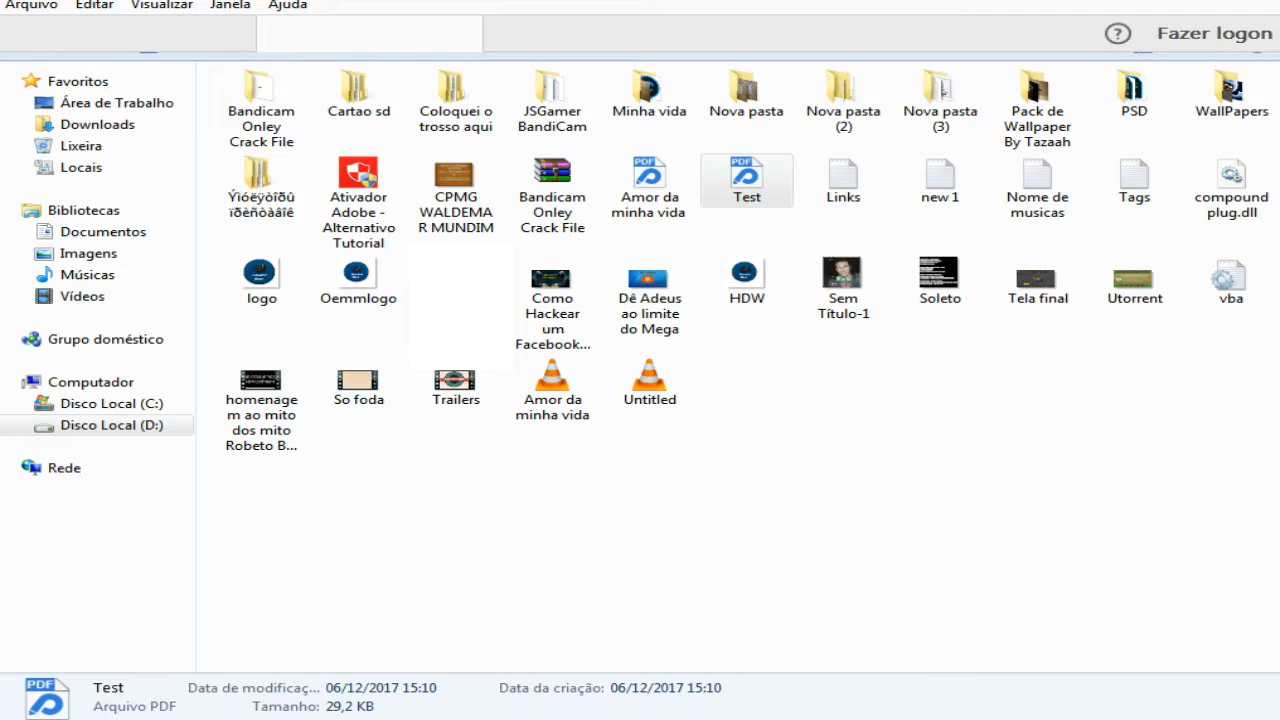 Arquivo Editar Visualizar Janela Ajuda
? Fazer logon
Favoritos
Área de Trabalho
Downloads
Lixeira
Locais
Bibliotecas
Documentos
Imagens
Músicas
Vídeos
Grupo doméstico
Computador
Disco Local (C:)
Disco Local (D:)
Rede
Bandicam
Onley
Crack File
Cartao sd
Coloquei o
trosso aqui
JSGamer
BandiCam
Minha vida
Nova pasta
Nova pasta
(2)
Nova pasta
(3)
Pack de
Wallpaper
By Tazaah
PSD
WallPapers
Ýìóëÿòîðû
ïðèñòàâîê
Ativador
Adobe -
Alternativo
Tutorial
CPMG
WALDEMA
R MUNDIM
Bandicam
Onley
Crack File
PDF
Amor da
minha vida
PDF
Test
Links
new 1
Nome de
musicas
Tags
compound
plug.dll
logo
Oemmlogo
Como
Hackear
um
Facebook...
Dê Adeus
ao limite
do Mega
HDW
Sem
Título-1
Soleto
Tela final
Utorrent
vba
homenage
m ao mito
dos mito
Robeto B...
So foda
Trailers
Amor da
minha vida
Untitled
PDF
Test
Arquivo PDF
Data de modificaç... 06/12/2017 15:10
Tamanho: 29,2 KB
Data da criação: 06/12/2017 15:10